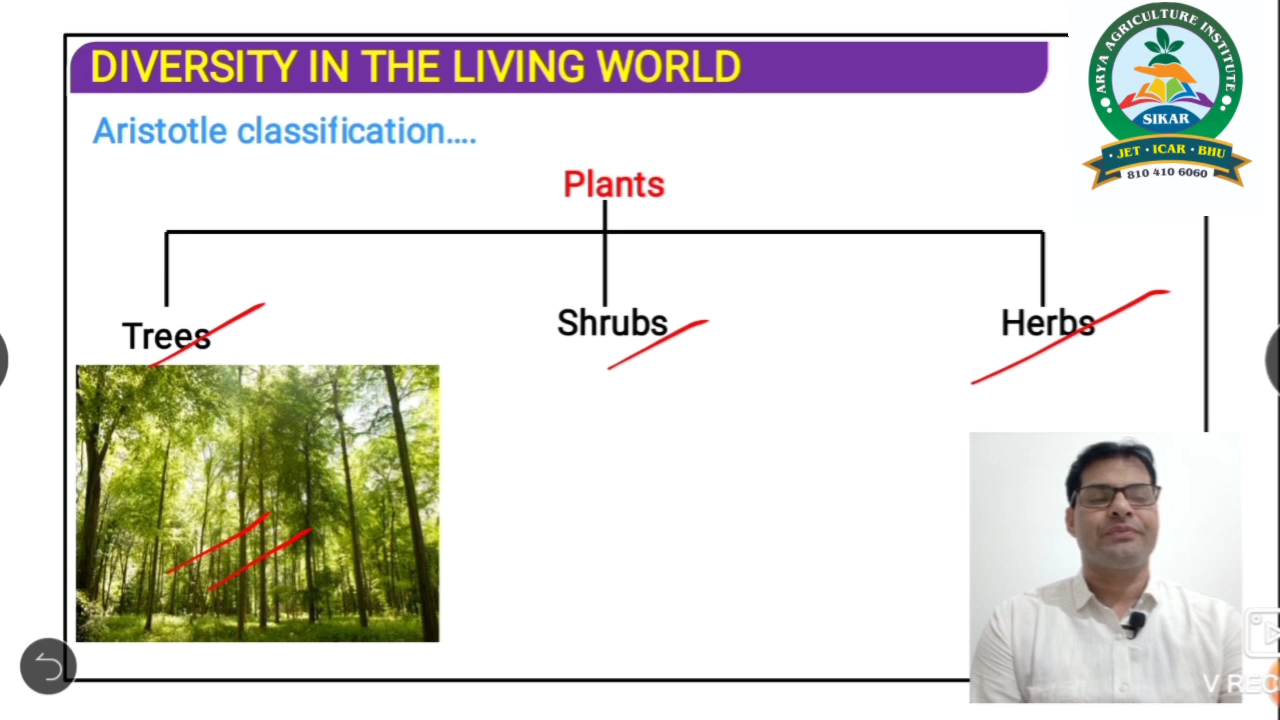 DIVERSITY IN THE LIVING WORLD
Aristotle classification....
Plants
Trees
Shrubs
Herbs
ARYA AGRICULTURE INSTITUTE
SIKAR
· JET · ICAR · BHU
810 410 6060
V REC